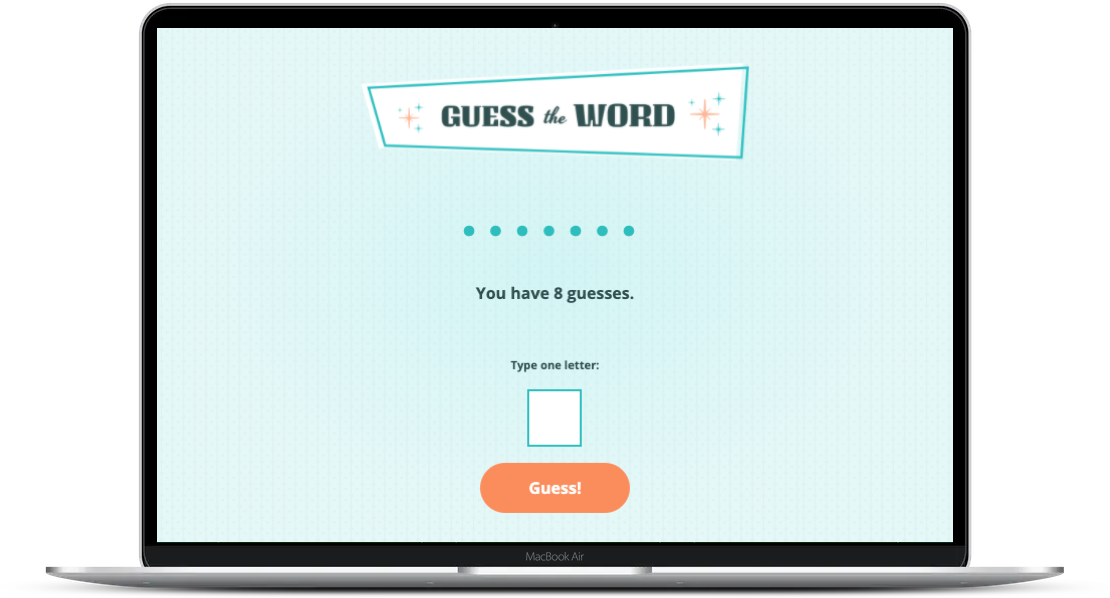 GUESS the WORD
You have 8 guesses.
Type one letter:
Guess!
MacBook Air